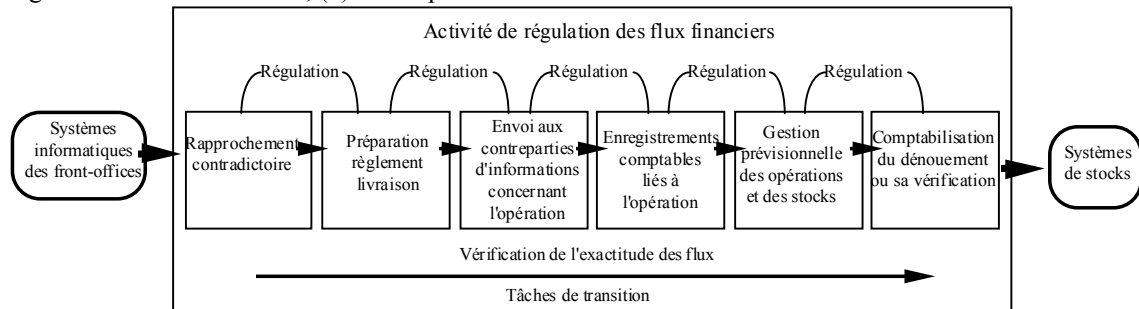 Activité de régulation des flux financiers
Régulation
Régulation
Régulation
Régulation
Régulation
Systèmes
informatiques
des front-offices
Rapprochement
contradictoire
Préparation
règlement
livraison
Envoi aux
contreparties
d'informations
concernant
l'opération
Enregistrements
comptables
liés à
l'opération
Gestion
prévisionnelle
des opérations
et des stocks
Comptabilisation
du dénouement
ou sa vérification
Systèmes
de stocks
Vérification de l'exactitude des flux
Tâches de transition